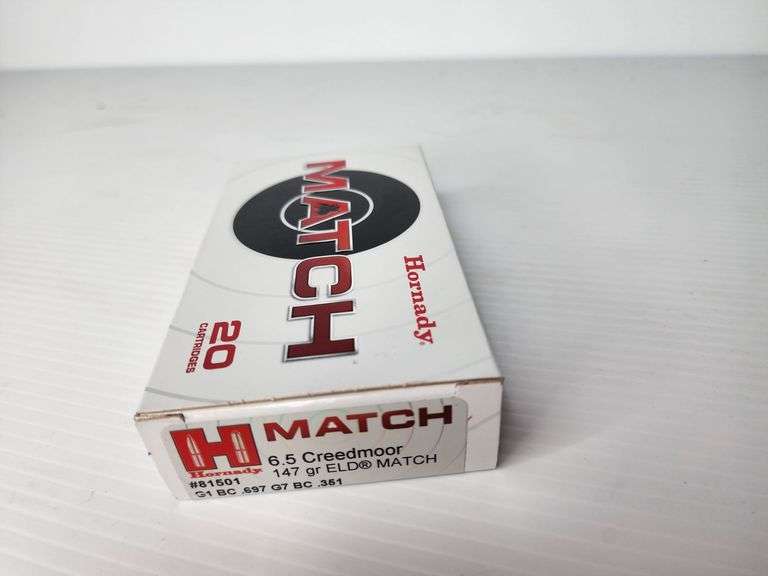 MATCH
Hornady®
20
CARTRIDGES
H
Hornady
MATCH
6.5 Creedmoor
147 gr ELD® MATCH
#81501
G1 BC .697 G7 BC .351